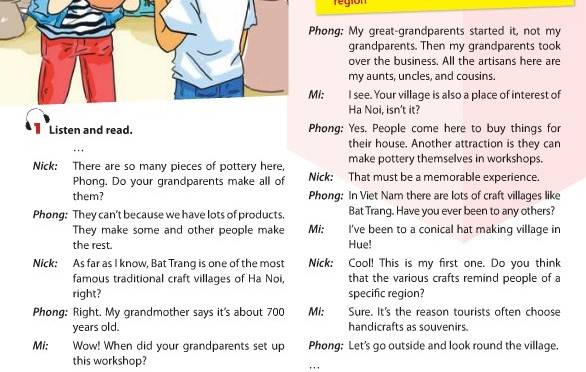 1 Listen and read.
...
Nick: There are so many pieces of pottery here,
Phong. Do your grandparents make all of
them?
Phong: They can't because we have lots of products.
They make some and other people make
the rest.
Nick: As far as I know, Bat Trang is one of the most
famous traditional craft villages of Ha Noi,
right?
Phong: Right. My grandmother says it's about 700
years old.
Mi: Wow! When did your grandparents set up
this workshop?
region
Phong: My great-grandparents started it, not my
grandparents. Then my grandparents took
over the business. All the artisans here are
my aunts, uncles, and cousins.
Mi: I see. Your village is also a place of interest of
Ha Noi, isn't it?
Phong: Yes. People come here to buy things for
their house. Another attraction is they can
make pottery themselves in workshops.
Nick: That must be a memorable experience.
Phong: In Viet Nam there are lots of craft villages like
Bat Trang. Have you ever been to any others?
Mi: I've been to a conical hat making village in
Hue!
Nick: Cool! This is my first one. Do you think
that the various crafts remind people of a
specific region?
Mi: Sure. It's the reason tourists often choose
handicrafts as souvenirs.
Phong: Let's go outside and look round the village.
...